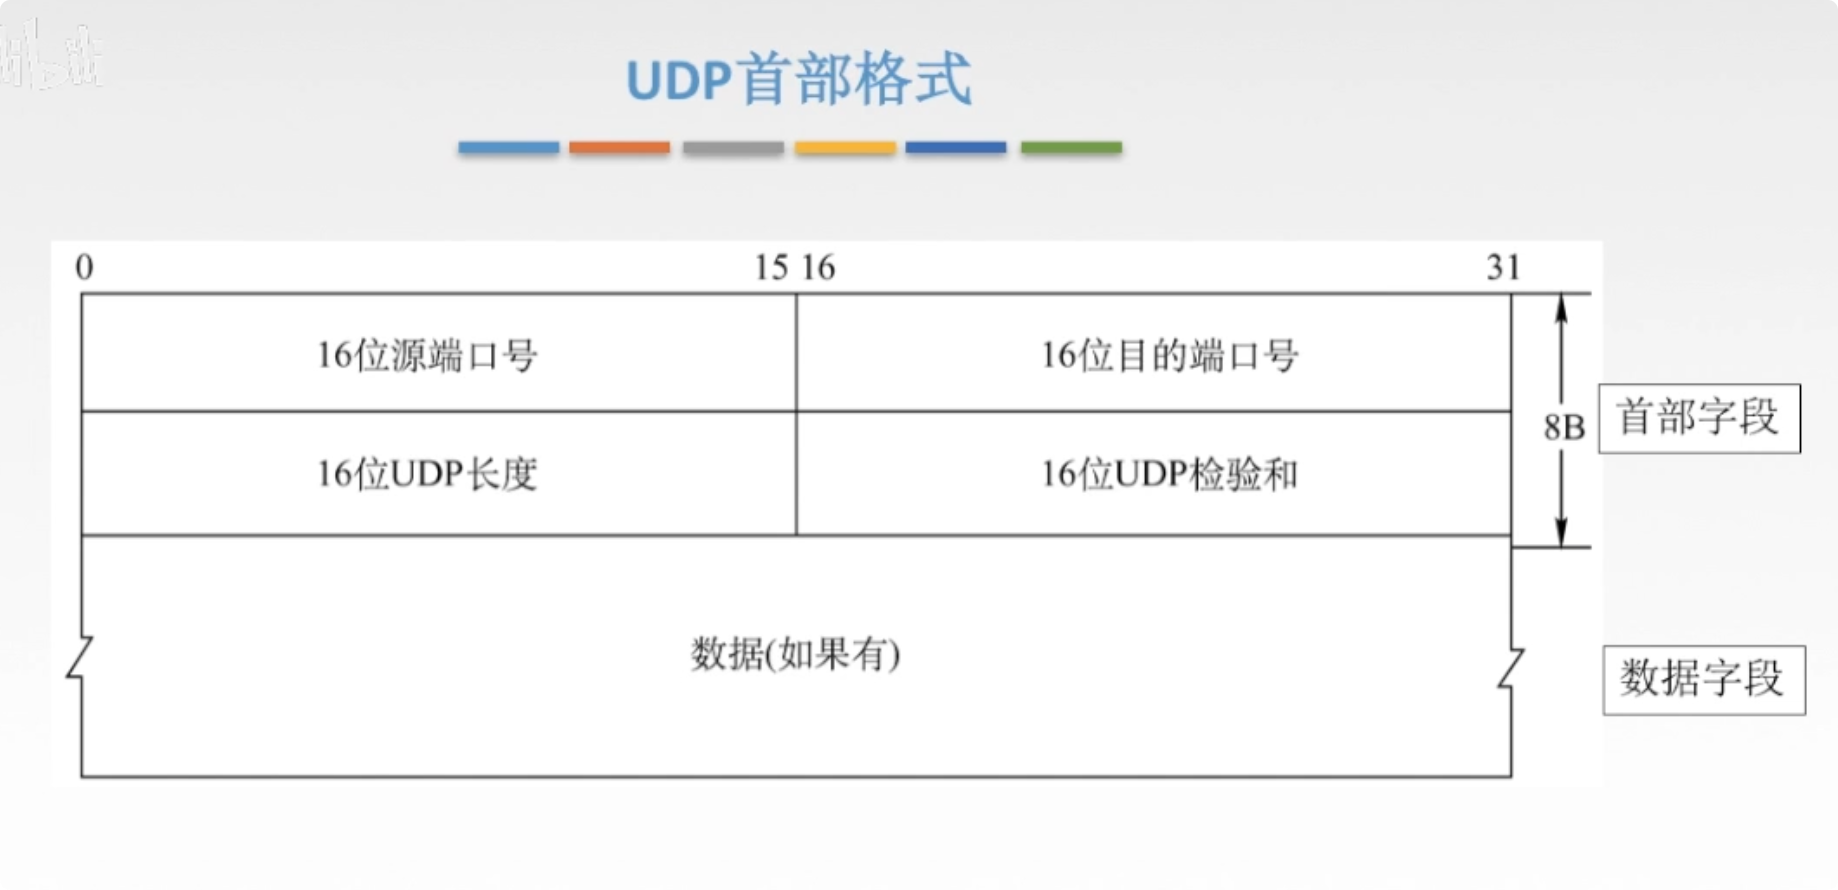 UDP首部格式
0 15 16 31
16位源端口号 16位目的端口号
8B 首部字段
16位UDP长度 16位UDP检验和
数据(如果有)
数据字段